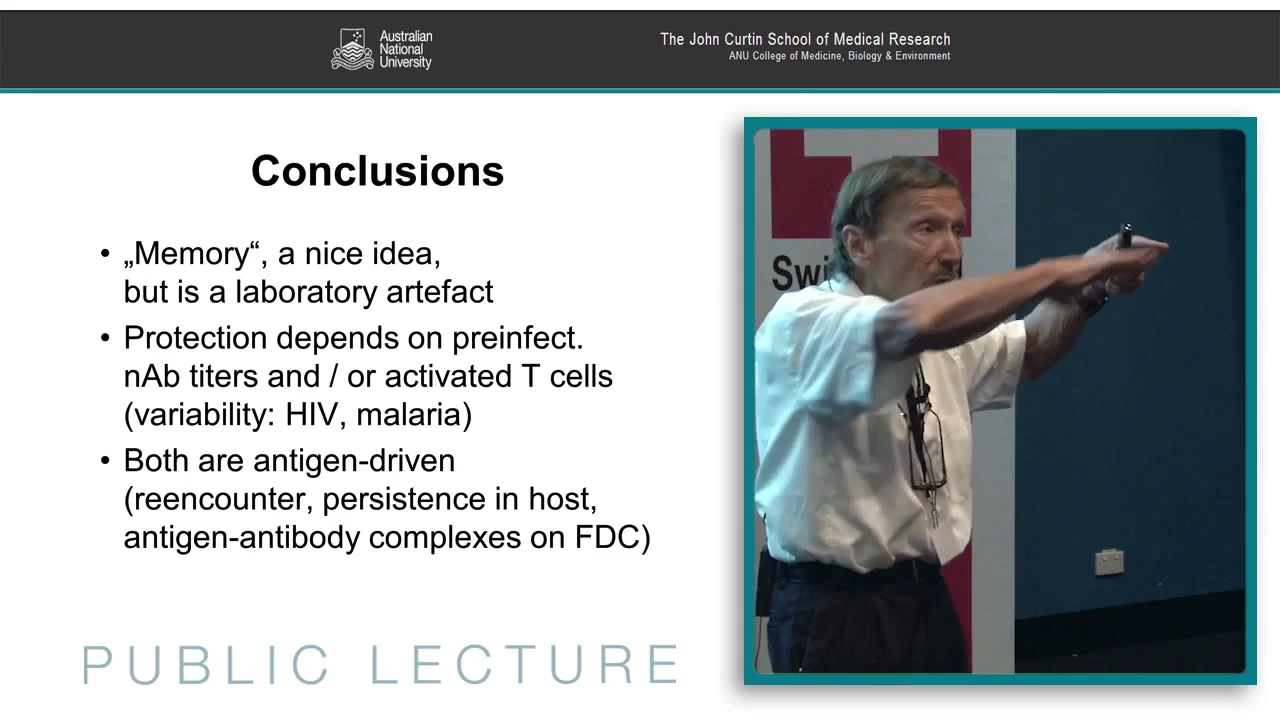 Australian
National
University
The John Curtin School of Medical Research
ANU College of Medicine, Biology & Environment
Conclusions
• „Memory“, a nice idea,
but is a laboratory artefact
• Protection depends on preinfect.
nAb titers and / or activated T cells
(variability: HIV, malaria)
• Both are antigen-driven
(reencounter, persistence in host,
antigen-antibody complexes on FDC)
PUBLIC LECTURE